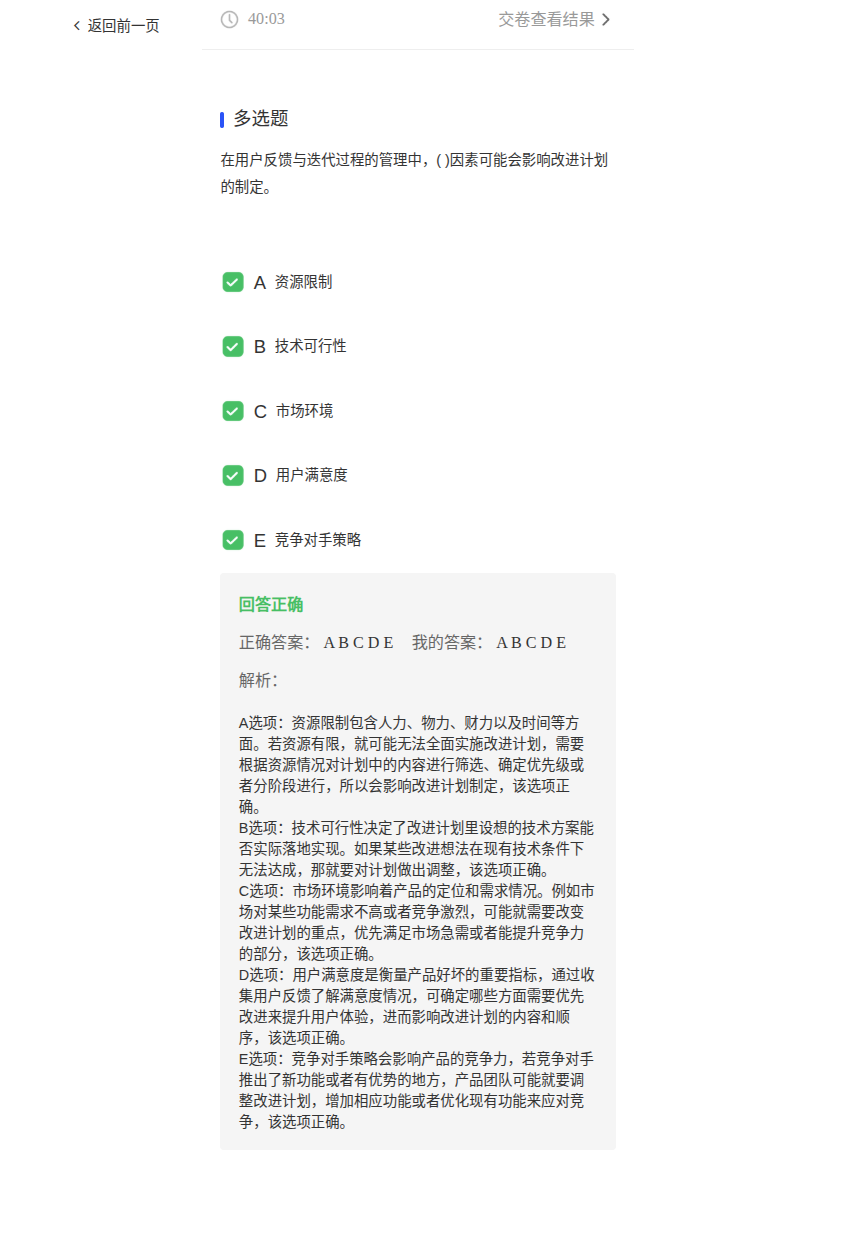 返回前一页
40:03
交卷查看结果
多选题
在用户反馈与迭代过程的管理中，( )因素可能会影响改进计划
的制定。
A 资源限制
B 技术可行性
C 市场环境
D 用户满意度
E 竞争对手策略
回答正确
正确答案： A B C D E 我的答案： A B C D E
解析：
A选项：资源限制包含人力、物力、财力以及时间等方
面。若资源有限，就可能无法全面实施改进计划，需要
根据资源情况对计划中的内容进行筛选、确定优先级或
者分阶段进行，所以会影响改进计划制定，该选项正
确。
B选项：技术可行性决定了改进计划里设想的技术方案能
否实际落地实现。如果某些改进想法在现有技术条件下
无法达成，那就要对计划做出调整，该选项正确。
C选项：市场环境影响着产品的定位和需求情况。例如市
场对某些功能需求不高或者竞争激烈，可能就需要改变
改进计划的重点，优先满足市场急需或者能提升竞争力
的部分，该选项正确。
D选项：用户满意度是衡量产品好坏的重要指标，通过收
集用户反馈了解满意度情况，可确定哪些方面需要优先
改进来提升用户体验，进而影响改进计划的内容和顺
序，该选项正确。
E选项：竞争对手策略会影响产品的竞争力，若竞争对手
推出了新功能或者有优势的地方，产品团队可能就要调
整改进计划，增加相应功能或者优化现有功能来应对竞
争，该选项正确。